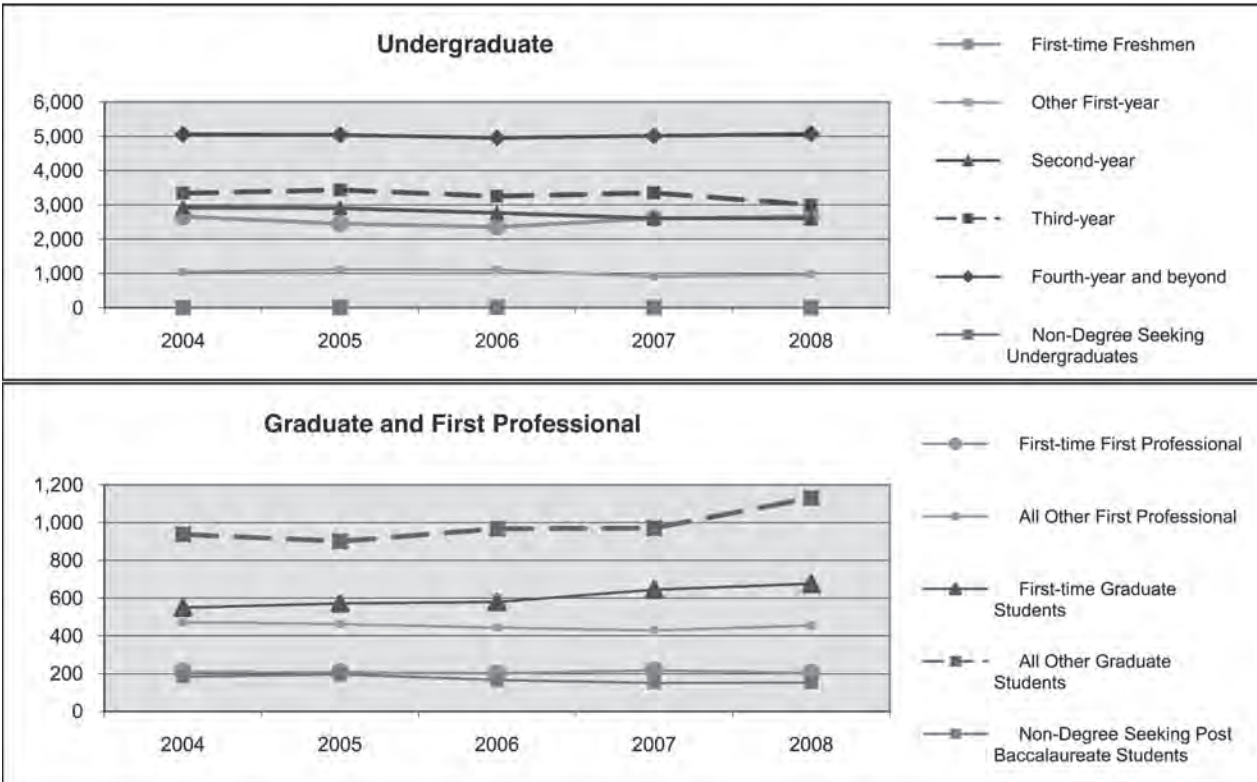 Undergraduate
6,000
5,000
4,000
3,000
2,000
1,000
0
2004 2005 2006 2007 2008
First-time Freshmen
Other First-year
Second-year
Third-year
Fourth-year and beyond
Non-Degree Seeking
Undergraduates
Graduate and First Professional
1,200
1,000
800
600
400
200
0
2004 2005 2006 2007 2008
First-time First Professional
All Other First Professional
First-time Graduate
Students
All Other Graduate
Students
Non-Degree Seeking Post
Baccalaureate Students